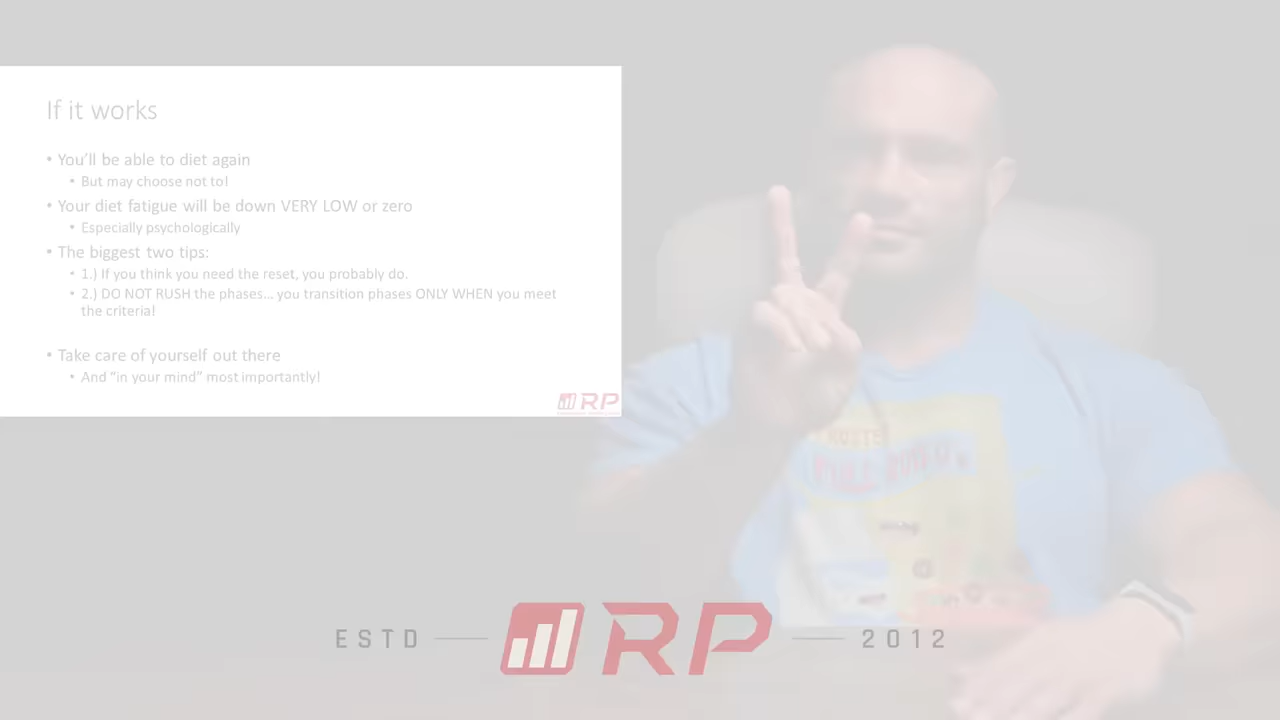 If it works
• You'll be able to diet again
• But may choose not to!
• Your diet fatigue will be down VERY LOW or zero
• Especially psychologically
• The biggest two tips:
• 1.) If you think you need the reset, you probably do.
• 2.) DO NOT RUSH the phases... you transition phases ONLY WHEN you meet
the criteria!
• Take care of yourself out there
• And "in your mind" most importantly!
RP
FULL
ESTD RP 2012